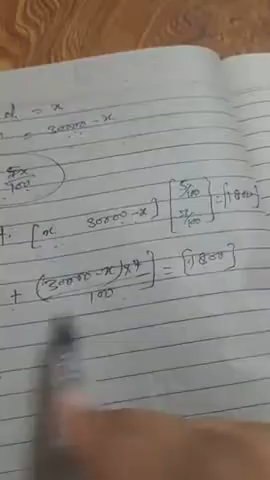 d. = x
= 30000 - x
5x/100
[x 30000 - x] [5/100 7/100] = [1800]
+ (30000 - x) × 7/100] = [1800]